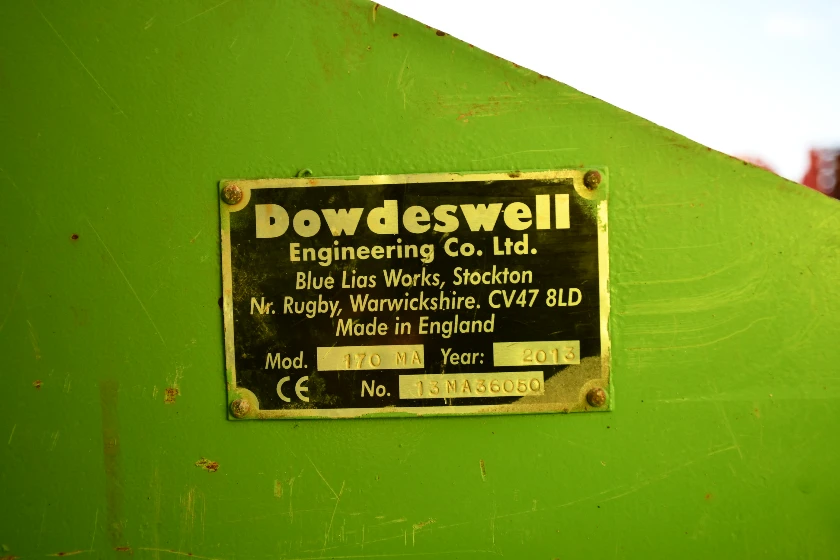 Dowdeswell
Engineering Co. Ltd.
Blue Lias Works, Stockton
Nr. Rugby, Warwickshire. CV47 8LD
Made in England
Mod. 170 MA Year: 2013
CE No. 13MA36050